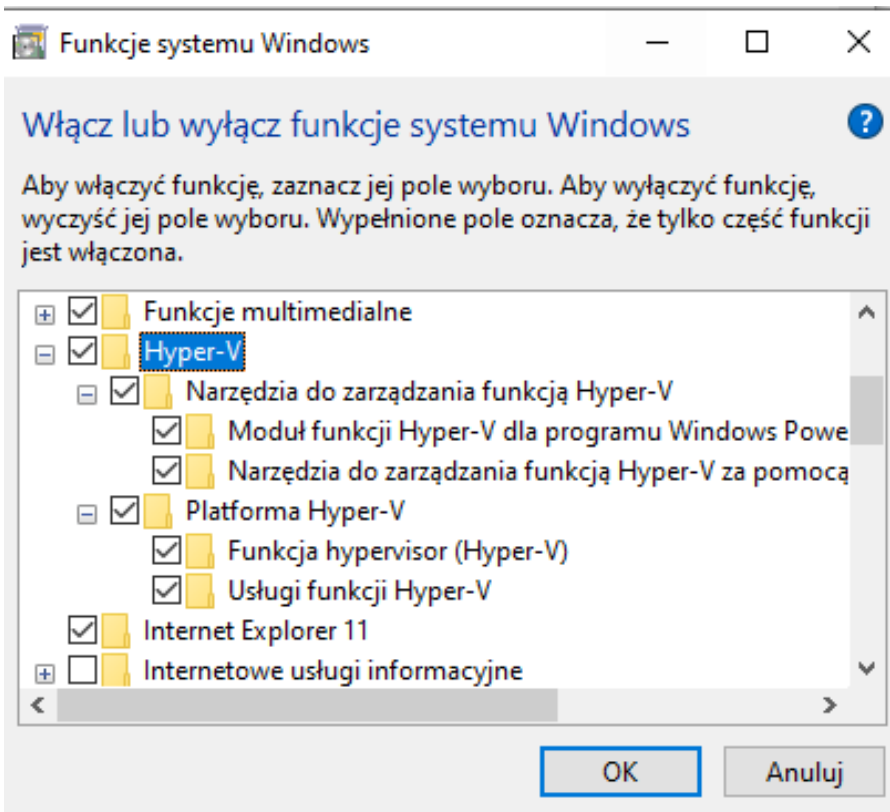 Funkcje systemu Windows
Włącz lub wyłącz funkcje systemu Windows
?
Aby włączyć funkcję, zaznacz jej pole wyboru. Aby wyłączyć funkcję,
wyczyść jej pole wyboru. Wypełnione pole oznacza, że tylko część funkcji
jest włączona.
Funkcje multimedialne
Hyper-V
Narzędzia do zarządzania funkcją Hyper-V
Moduł funkcji Hyper-V dla programu Windows Powe
Narzędzia do zarządzania funkcją Hyper-V za pomocą
Platforma Hyper-V
Funkcja hypervisor (Hyper-V)
Usługi funkcji Hyper-V
Internet Explorer 11
Internetowe usługi informacyjne
OK Anuluj